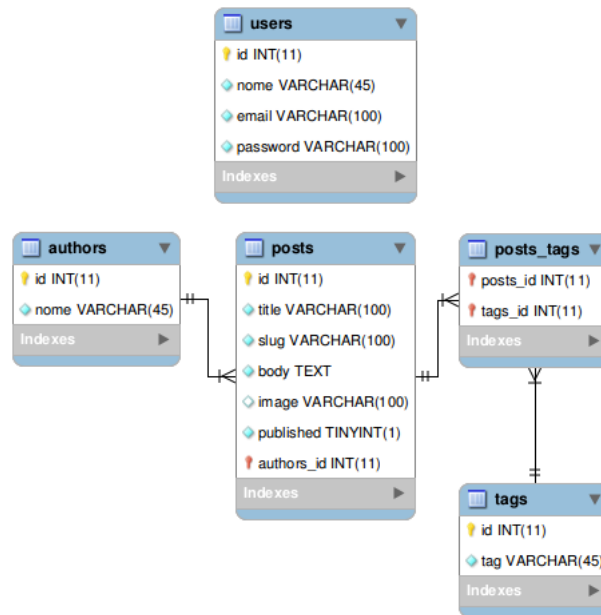 users
id INT(11)
nome VARCHAR(45)
email VARCHAR(100)
password VARCHAR(100)
Indexes
authors
id INT(11)
nome VARCHAR(45)
Indexes
posts
id INT(11)
title VARCHAR(100)
slug VARCHAR(100)
body TEXT
image VARCHAR(100)
published TINYINT(1)
authors_id INT(11)
Indexes
posts_tags
posts_id INT(11)
tags_id INT(11)
Indexes
tags
id INT(11)
tag VARCHAR(45)
Indexes